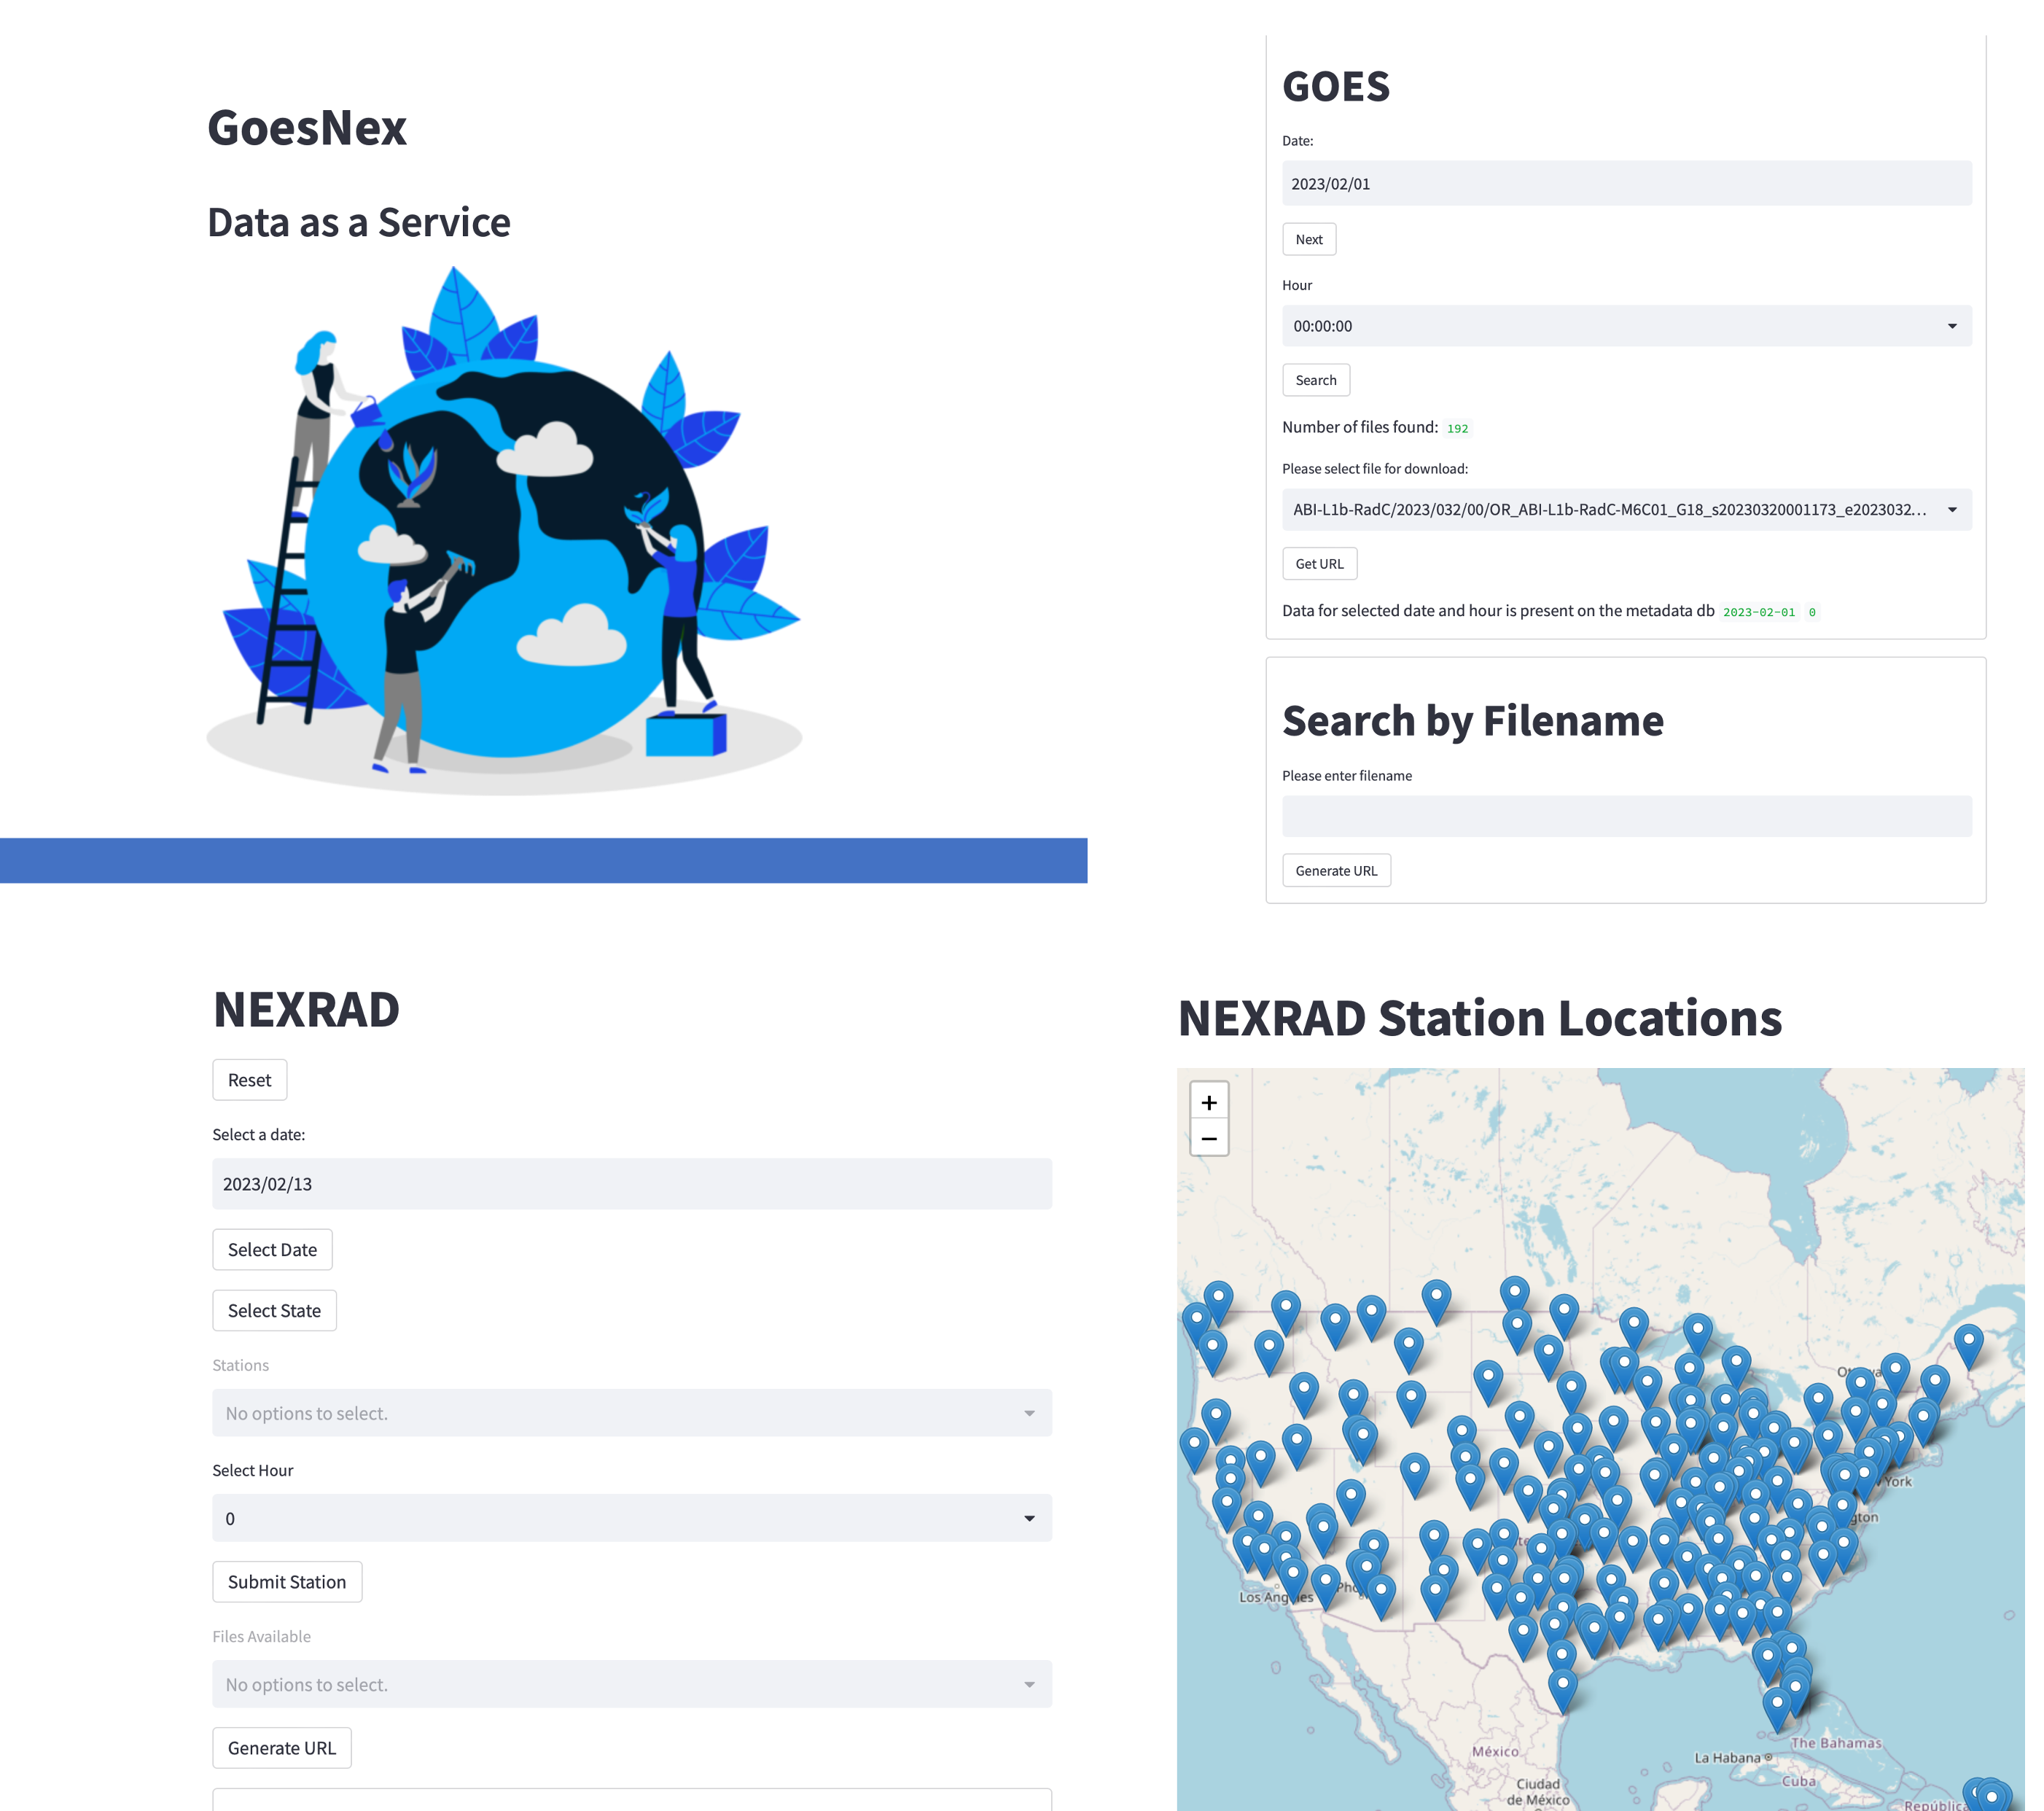 GoesNex
Data as a Service
GOES
Date:
2023/02/01
Next
Hour
00:00:00
Search
Number of files found: 192
Please select file for download:
ABI-L1b-RadC/2023/032/00/OR_ABI-L1b-RadC-M6C01_G18_s20230320001173_e2023032...
Get URL
Data for selected date and hour is present on the metadata db 2023-02-01 0
Search by Filename
Please enter filename
Generate URL
NEXRAD
Reset
Select a date:
2023/02/13
Select Date
Select State
Stations
No options to select.
Select Hour
0
Submit Station
Files Available
No options to select.
Generate URL
NEXRAD Station Locations
+
−
York
Los Angeles
La Habana
The Bahamas
México
Cuba
Ciudad
de México
República